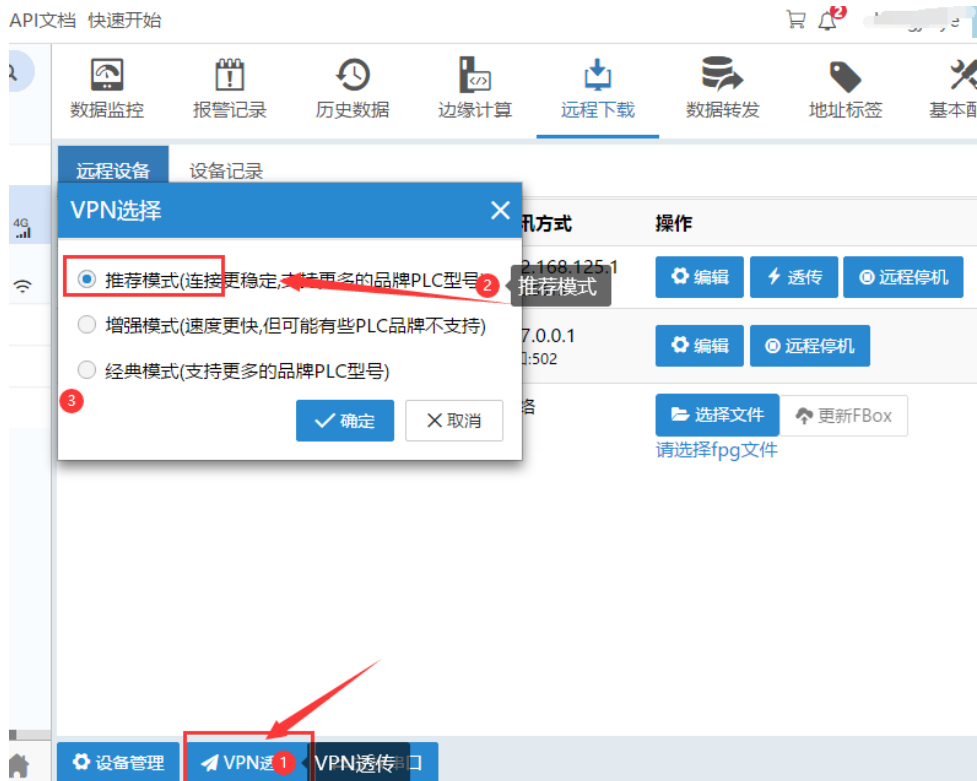 API文档 快速开始
2
数据监控 报警记录 历史数据 边缘计算 远程下载 数据转发 地址标签 基本配
远程设备 设备记录
VPN选择
讯方式 操作
4G
推荐模式(连接更稳定,支持更多的品牌PLC型号)
2
推荐模式
2.168.125.1
编辑 透传 远程停机
增强模式(速度更快,但可能有些PLC品牌不支持)
7.0.0.1
:502
编辑 远程停机
经典模式(支持更多的品牌PLC型号)
3
确定 取消
络
选择文件 更新FBox
请选择fpg文件
设备管理 VPN透 1 VPN透传 串口